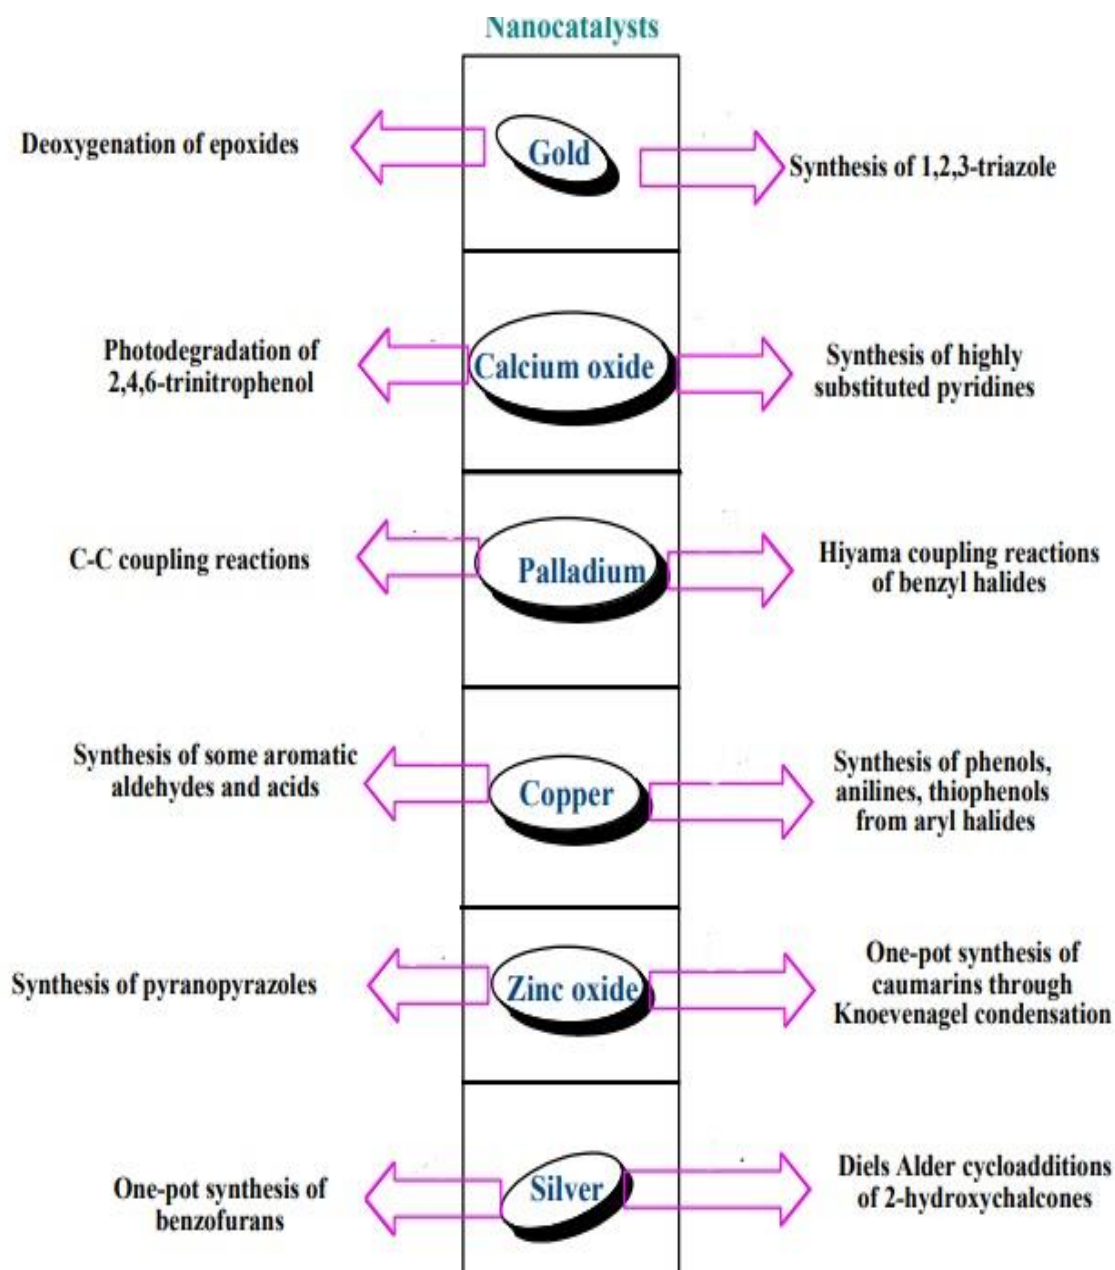 Nanocatalysts
Deoxygenation of epoxides
Gold
Synthesis of 1,2,3-triazole
Photodegradation of
2,4,6-trinitrophenol
Calcium oxide
Synthesis of highly
substituted pyridines
C-C coupling reactions
Palladium
Hiyama coupling reactions
of benzyl halides
Synthesis of some aromatic
aldehydes and acids
Copper
Synthesis of phenols,
anilines, thiophenols
from aryl halides
Synthesis of pyranopyrazoles
Zinc oxide
One-pot synthesis of
caumarins through
Knoevenagel condensation
One-pot synthesis of
benzofurans
Silver
Diels Alder cycloadditions
of 2-hydroxychalcones